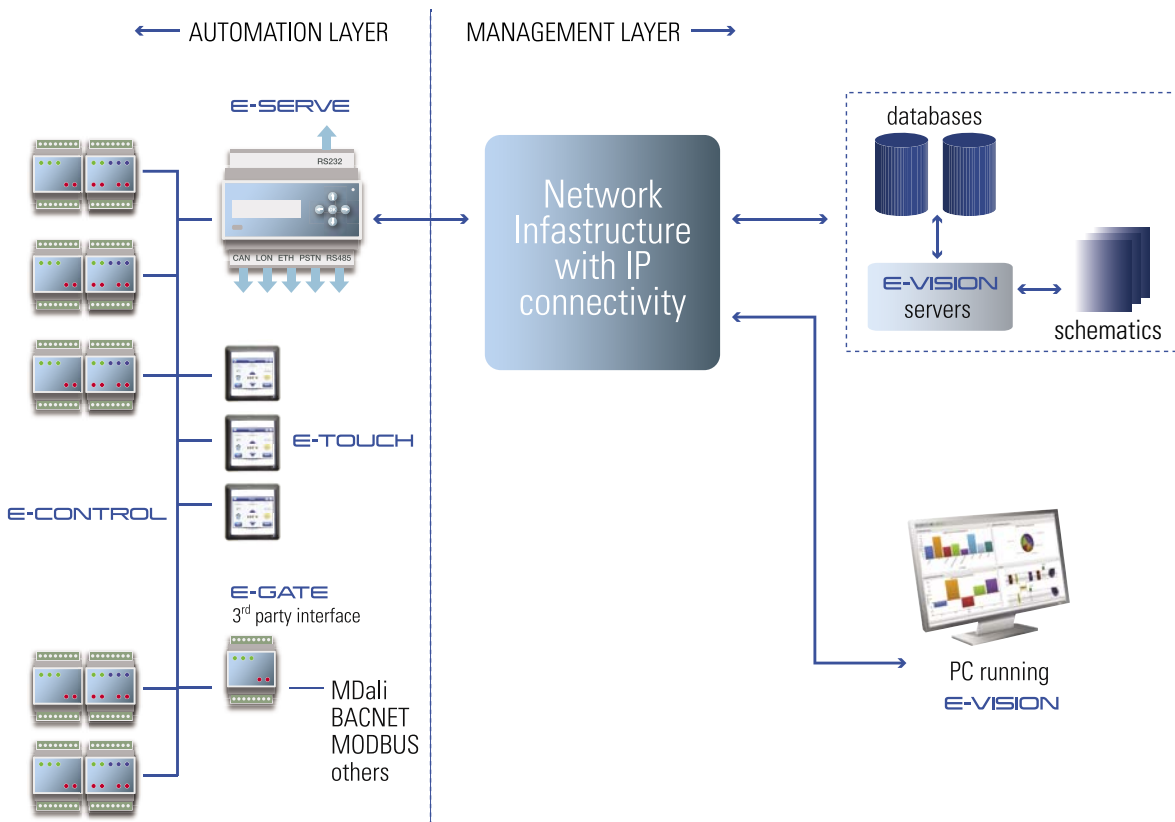 AUTOMATION LAYER
MANAGEMENT LAYER
E-SERVE
RS232
CAN LON ETH PSTN RS485
Network
Infastructure
with IP
connectivity
databases
E-VISION
servers
schematics
E-TOUCH
E-CONTROL
E-GATE
3rd party interface
MDali
BACNET
MODBUS
others
PC running
E-VISION